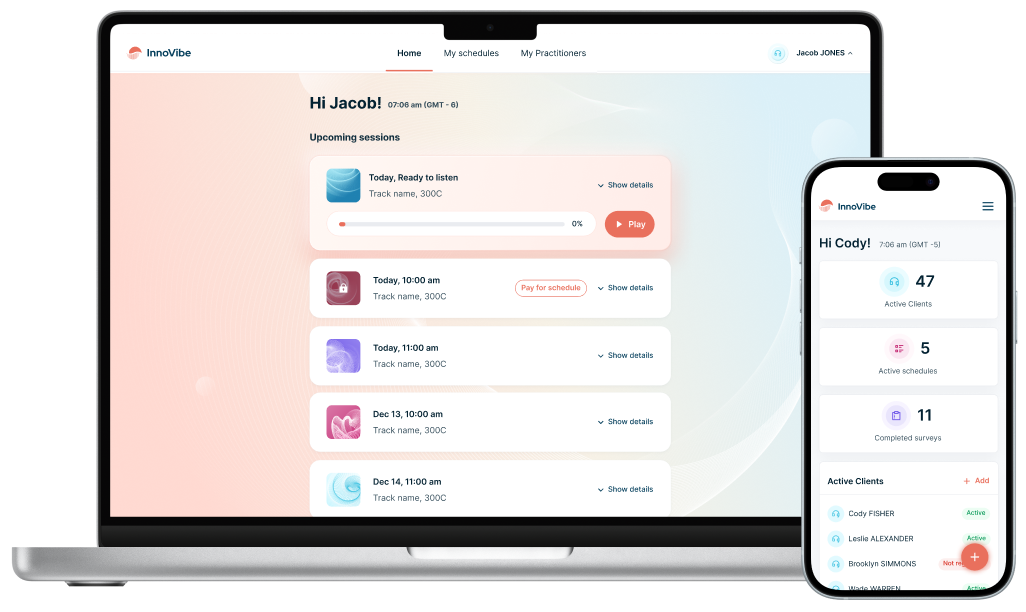 InnoVibe
Home
My schedules
My Practitioners
Jacob JONES
Hi Jacob!
07:06 am (GMT - 6)
Upcoming sessions
Today, Ready to listen
Track name, 300C
Show details
0%
Play
Today, 10:00 am
Track name, 300C
Pay for schedule
Show details
Today, 11:00 am
Track name, 300C
Show details
Dec 13, 10:00 am
Track name, 300C
Show details
Dec 14, 11:00 am
Track name, 300C
Show details
InnoVibe
Hi Cody!
7:06 am (GMT -5)
47
Active Clients
5
Active schedules
11
Completed surveys
Active Clients
+ Add
Cody FISHER
Active
Leslie ALEXANDER
Active
Brooklyn SIMMONS
Not
Wade WARREN
Active